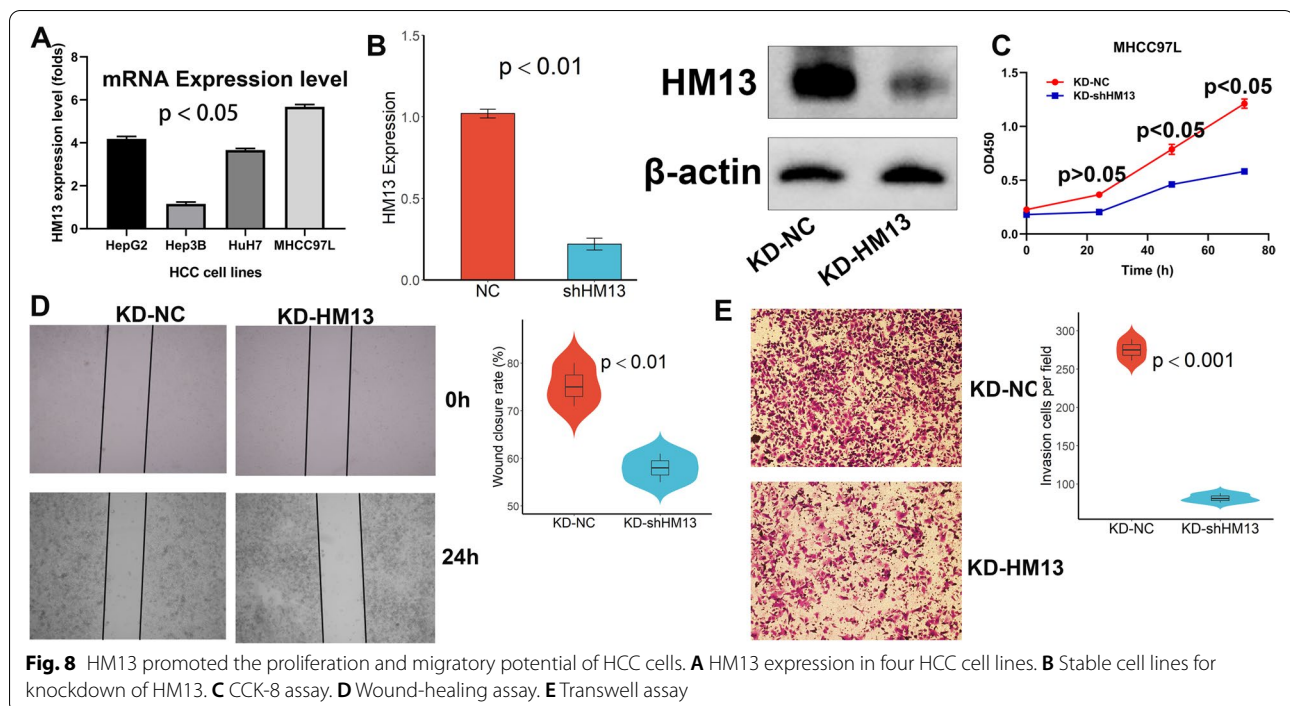 A
mRNA Expression level
p < 0.05
HM13 expression level (folds)
8
6
4
2
0
HepG2 Hep3B HuH7 MHCC97L
HCC cell lines
B
HM13 Expression
1.5
1.0
0.5
0.0
p < 0.01
NC shHM13
HM13
β-actin
KD-NC KD-HM13
C
MHCC97L
KD-NC
KD-shHM13
OD450
1.5
1.0
0.5
0.0
p>0.05
p<0.05
p<0.05
0 20 40 60 80
Time (h)
D
KD-NC KD-HM13
0h
24h
Wound closure rate (%)
80
70
60
50
p < 0.01
KD-NC KD-shHM13
E
KD-NC
KD-HM13
Invasion cells per field
300
250
200
150
100
p < 0.001
KD-NC KD-shHM13
Fig. 8 HM13 promoted the proliferation and migratory potential of HCC cells. A HM13 expression in four HCC cell lines. B Stable cell lines for
knockdown of HM13. C CCK-8 assay. D Wound-healing assay. E Transwell assay